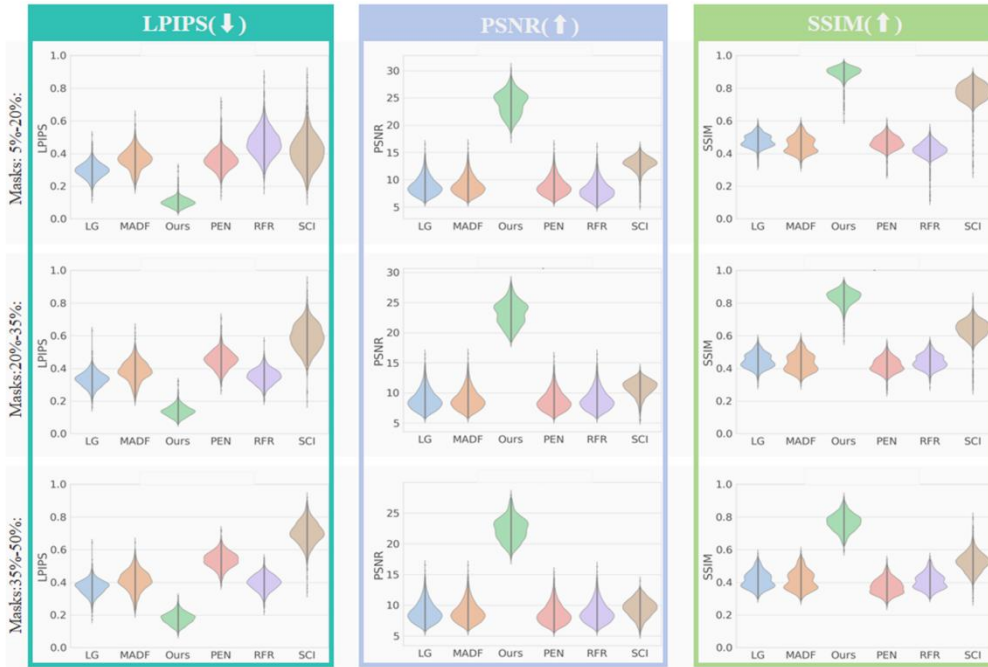 LPIPS(⬇)
PSNR(⬆)
SSIM(⬆)
Masks: 5%-20%:
LPIPS
1.0
0.8
0.6
0.4
0.2
0.0
LG MADF Ours PEN RFR SCI
PSNR
30
25
20
15
10
5
LG MADF Ours PEN RFR SCI
SSIM
1.0
0.8
0.6
0.4
0.2
0.0
LG MADF Ours PEN RFR SCI
Masks:20%-35%:
LPIPS
1.0
0.8
0.6
0.4
0.2
0.0
LG MADF Ours PEN RFR SCI
PSNR
30
25
20
15
10
5
LG MADF Ours PEN RFR SCI
SSIM
1.0
0.8
0.6
0.4
0.2
0.0
LG MADF Ours PEN RFR SCI
Masks:35%-50%:
LPIPS
1.0
0.8
0.6
0.4
0.2
0.0
LG MADF Ours PEN RFR SCI
PSNR
25
20
15
10
5
LG MADF Ours PEN RFR SCI
SSIM
1.0
0.8
0.6
0.4
0.2
0.0
LG MADF Ours PEN RFR SCI